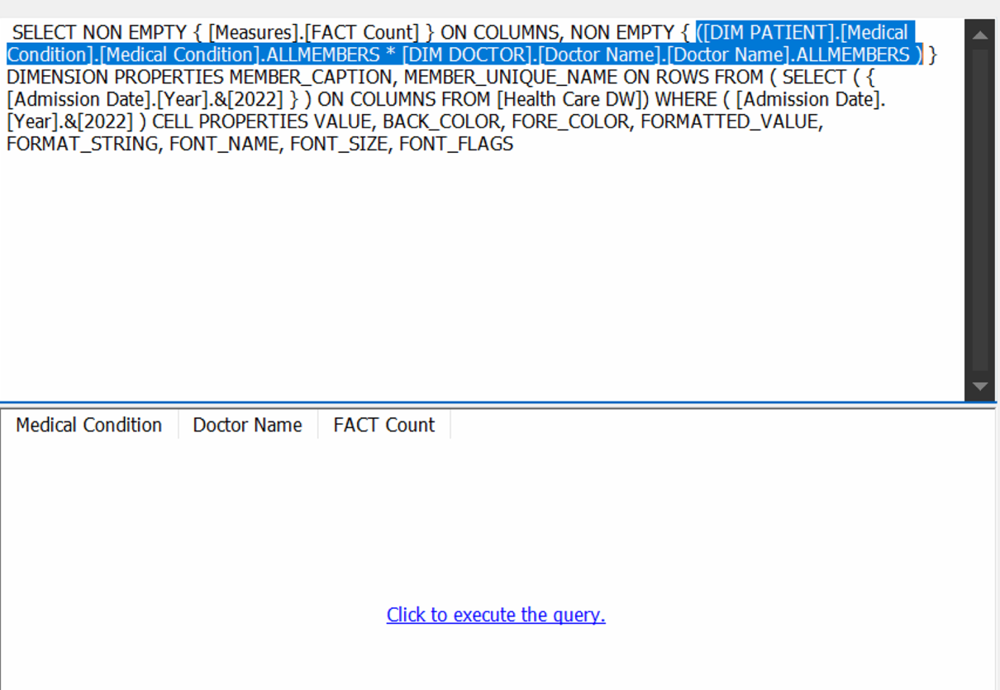 SELECT NON EMPTY { [Measures].[FACT Count] } ON COLUMNS, NON EMPTY { ([DIM PATIENT].[Medical
Condition].[Medical Condition].ALLMEMBERS * [DIM DOCTOR].[Doctor Name].[Doctor Name].ALLMEMBERS ) }
DIMENSION PROPERTIES MEMBER_CAPTION, MEMBER_UNIQUE_NAME ON ROWS FROM ( SELECT ( {
[Admission Date].[Year].&[2022] } ) ON COLUMNS FROM [Health Care DW]) WHERE ( [Admission Date].
[Year].&[2022] ) CELL PROPERTIES VALUE, BACK_COLOR, FORE_COLOR, FORMATTED_VALUE,
FORMAT_STRING, FONT_NAME, FONT_SIZE, FONT_FLAGS
Medical Condition Doctor Name FACT Count
Click to execute the query.